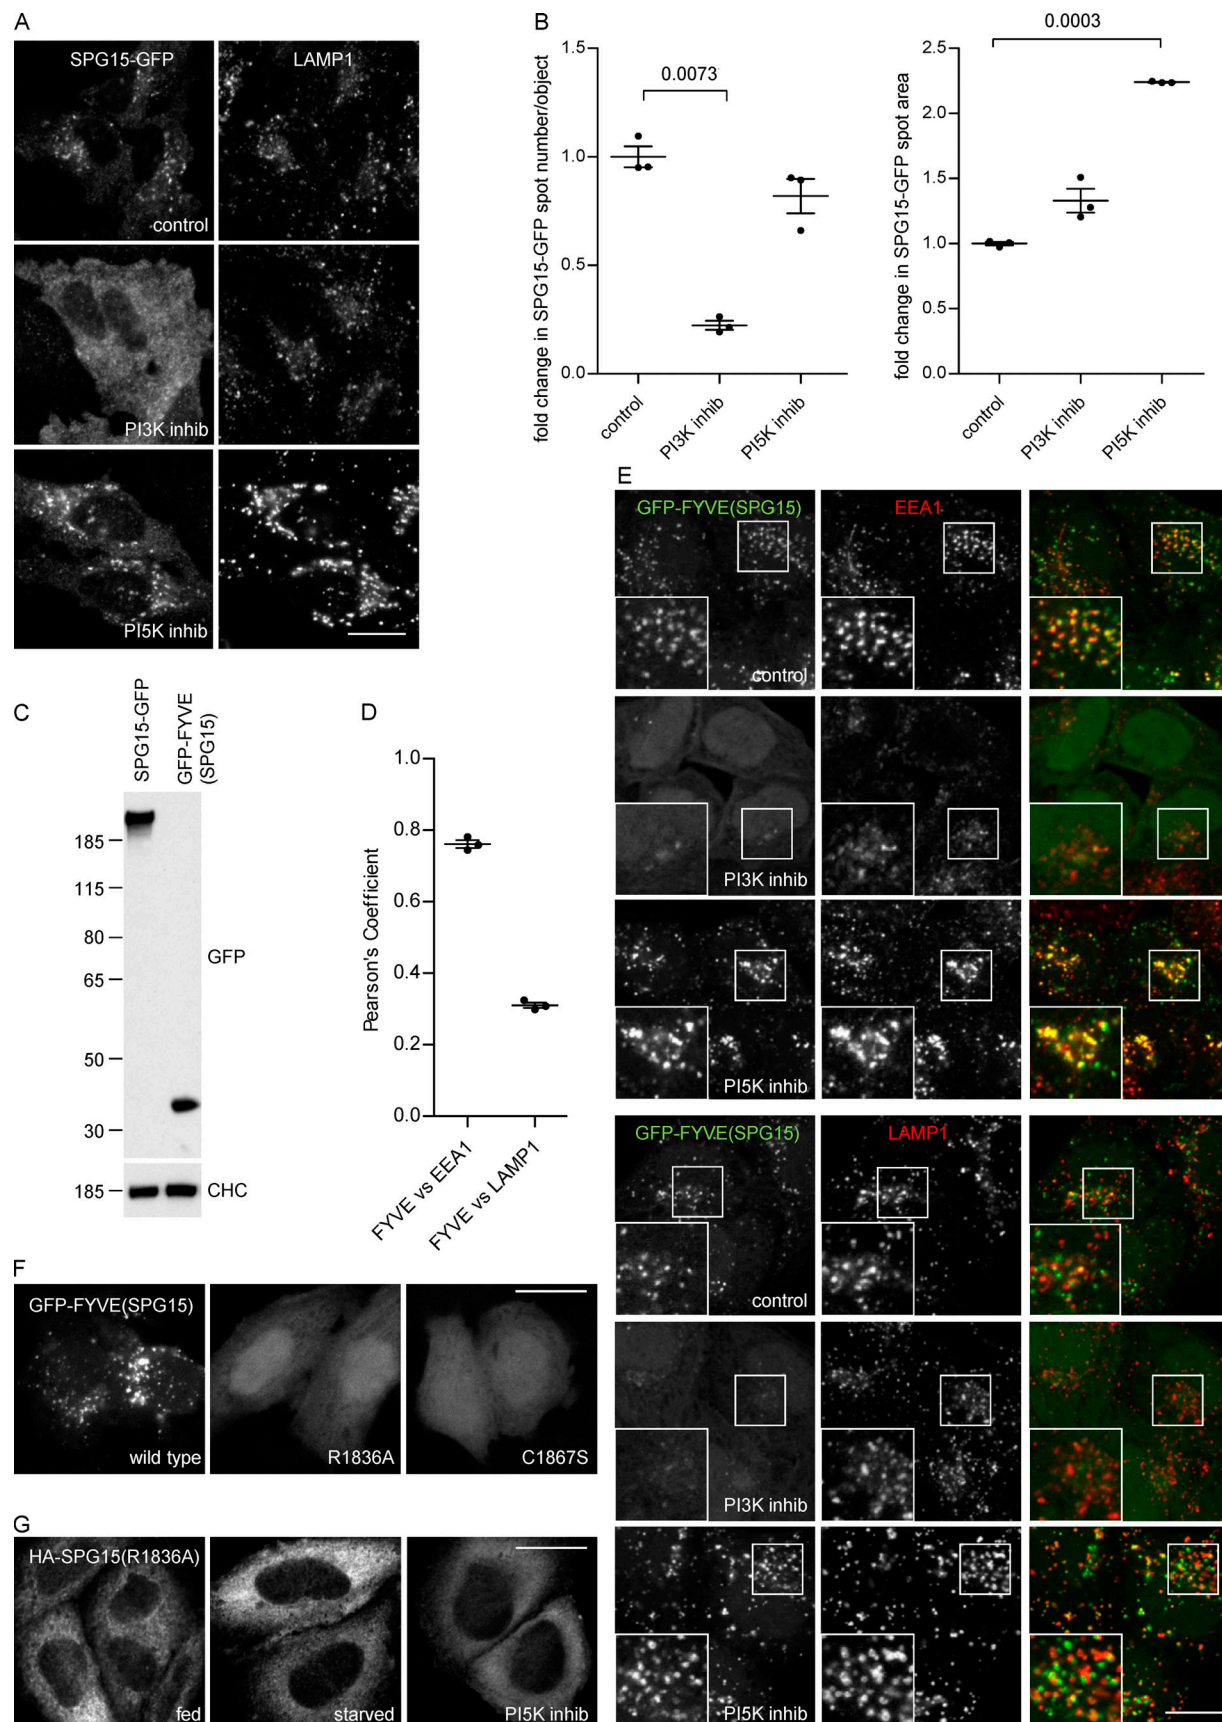 A
SPG15-GFP
LAMP1
control
PI3K inhib
PI5K inhib
B
fold change in SPG15-GFP spot number/object
1.5
1.0
0.5
0.0
0.0073
control
PI3K inhib
PI5K inhib
fold change in SPG15-GFP spot area
2.5
2.0
1.5
1.0
0.5
0.0
0.0003
control
PI3K inhib
PI5K inhib
C
SPG15-GFP
GFP-FYVE
(SPG15)
185
115
80
65
50
30
GFP
185
CHC
D
Pearson's Coefficient
1.0
0.8
0.6
0.4
0.2
0.0
FYVE vs EEA1
FYVE vs LAMP1
E
GFP-FYVE(SPG15)
EEA1
control
PI3K inhib
PI5K inhib
GFP-FYVE(SPG15)
LAMP1
control
PI3K inhib
PI5K inhib
F
GFP-FYVE(SPG15)
wild type
R1836A
C1867S
G
HA-SPG15(R1836A)
fed
starved
PI5K inhib